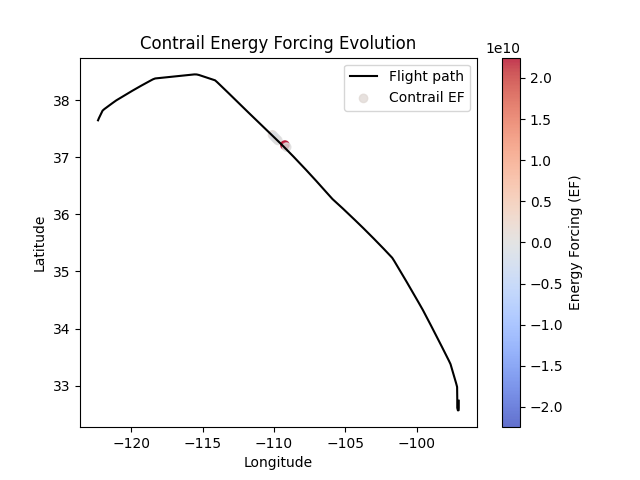 Contrail Energy Forcing Evolution
1e10
Flight path
Contrail EF
38
37
36
35
34
33
Latitude
−120
−115
−110
−105
−100
Longitude
2.0
1.5
1.0
0.5
0.0
−0.5
−1.0
−1.5
−2.0
Energy Forcing (EF)